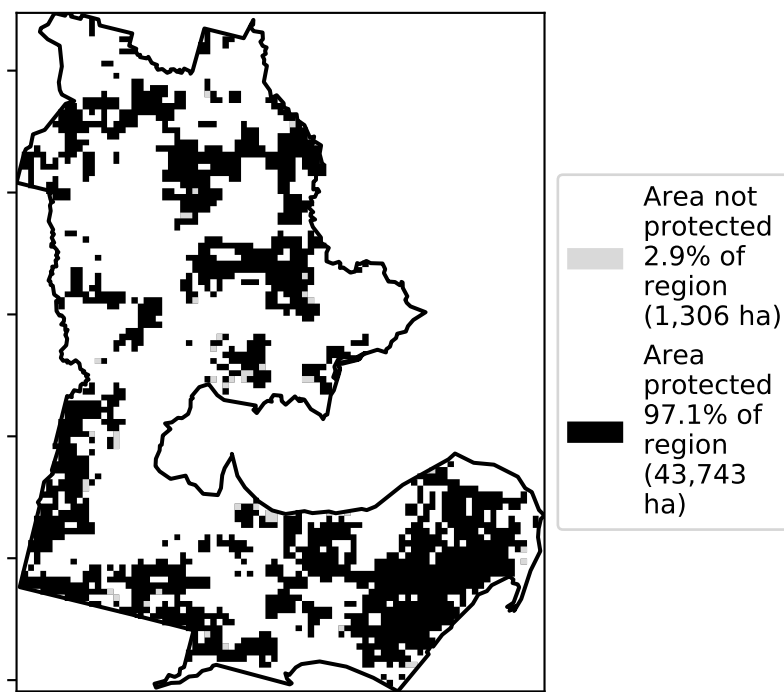 Area not
protected
2.9% of
region
(1,306 ha)
Area
protected
97.1% of
region
(43,743
ha)